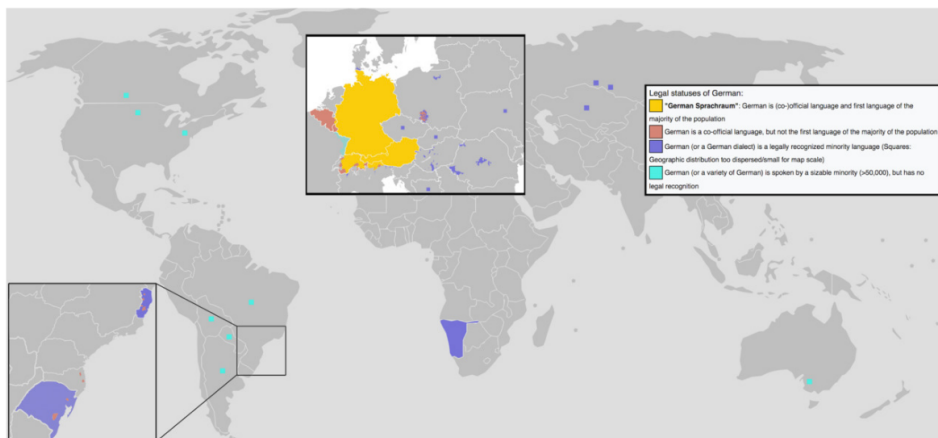 Legal statuses of German:
"German Sprachraum": German is (co-)official language and first language of the
majority of the population
German is a co-official language, but not the first language of the majority of the population
German (or a German dialect) is a legally recognized minority language (Squares:
Geographic distribution too dispersed/small for map scale)
German (or a variety of German) is spoken by a sizable minority (>50,000), but has no
legal recognition